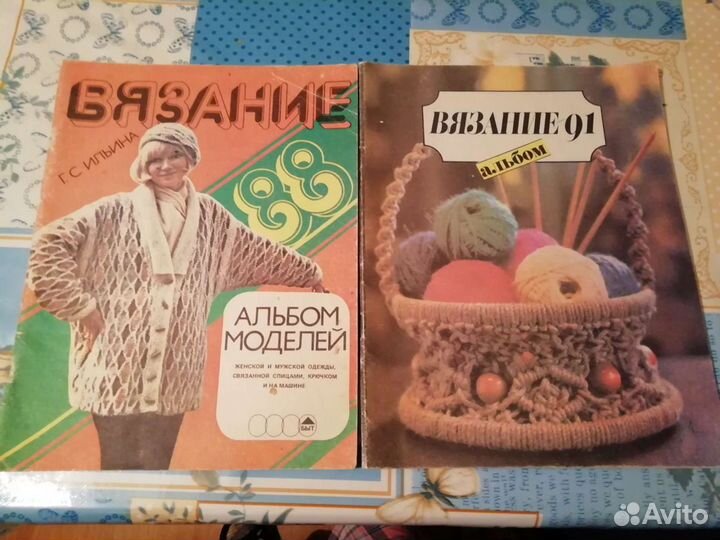 ВЯЗАНИЕ
Г.С ИЛЬИНА
88
АЛЬБОМ
МОДЕЛЕЙ
ЖЕНСКОЙ И МУЖСКОЙ ОДЕЖДЫ,
СВЯЗАННОЙ СПИЦАМИ, КРЮЧКОМ
И НА МАШИНЕ
БЫТ
ВЯЗАНИЕ-91
альбом
Avito